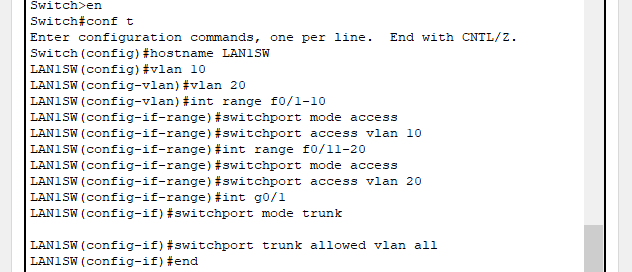 Switch>en
Switch#conf t
Enter configuration commands, one per line.  End with CNTL/Z.
Switch(config)#hostname LAN1SW
LAN1SW(config)#vlan 10
LAN1SW(config-vlan)#vlan 20
LAN1SW(config-vlan)#int range f0/1-10
LAN1SW(config-if-range)#switchport mode access
LAN1SW(config-if-range)#switchport access vlan 10
LAN1SW(config-if-range)#int range f0/11-20
LAN1SW(config-if-range)#switchport mode access
LAN1SW(config-if-range)#switchport access vlan 20
LAN1SW(config-if-range)#int g0/1
LAN1SW(config-if)#switchport mode trunk
LAN1SW(config-if)#switchport trunk allowed vlan all
LAN1SW(config-if)#end